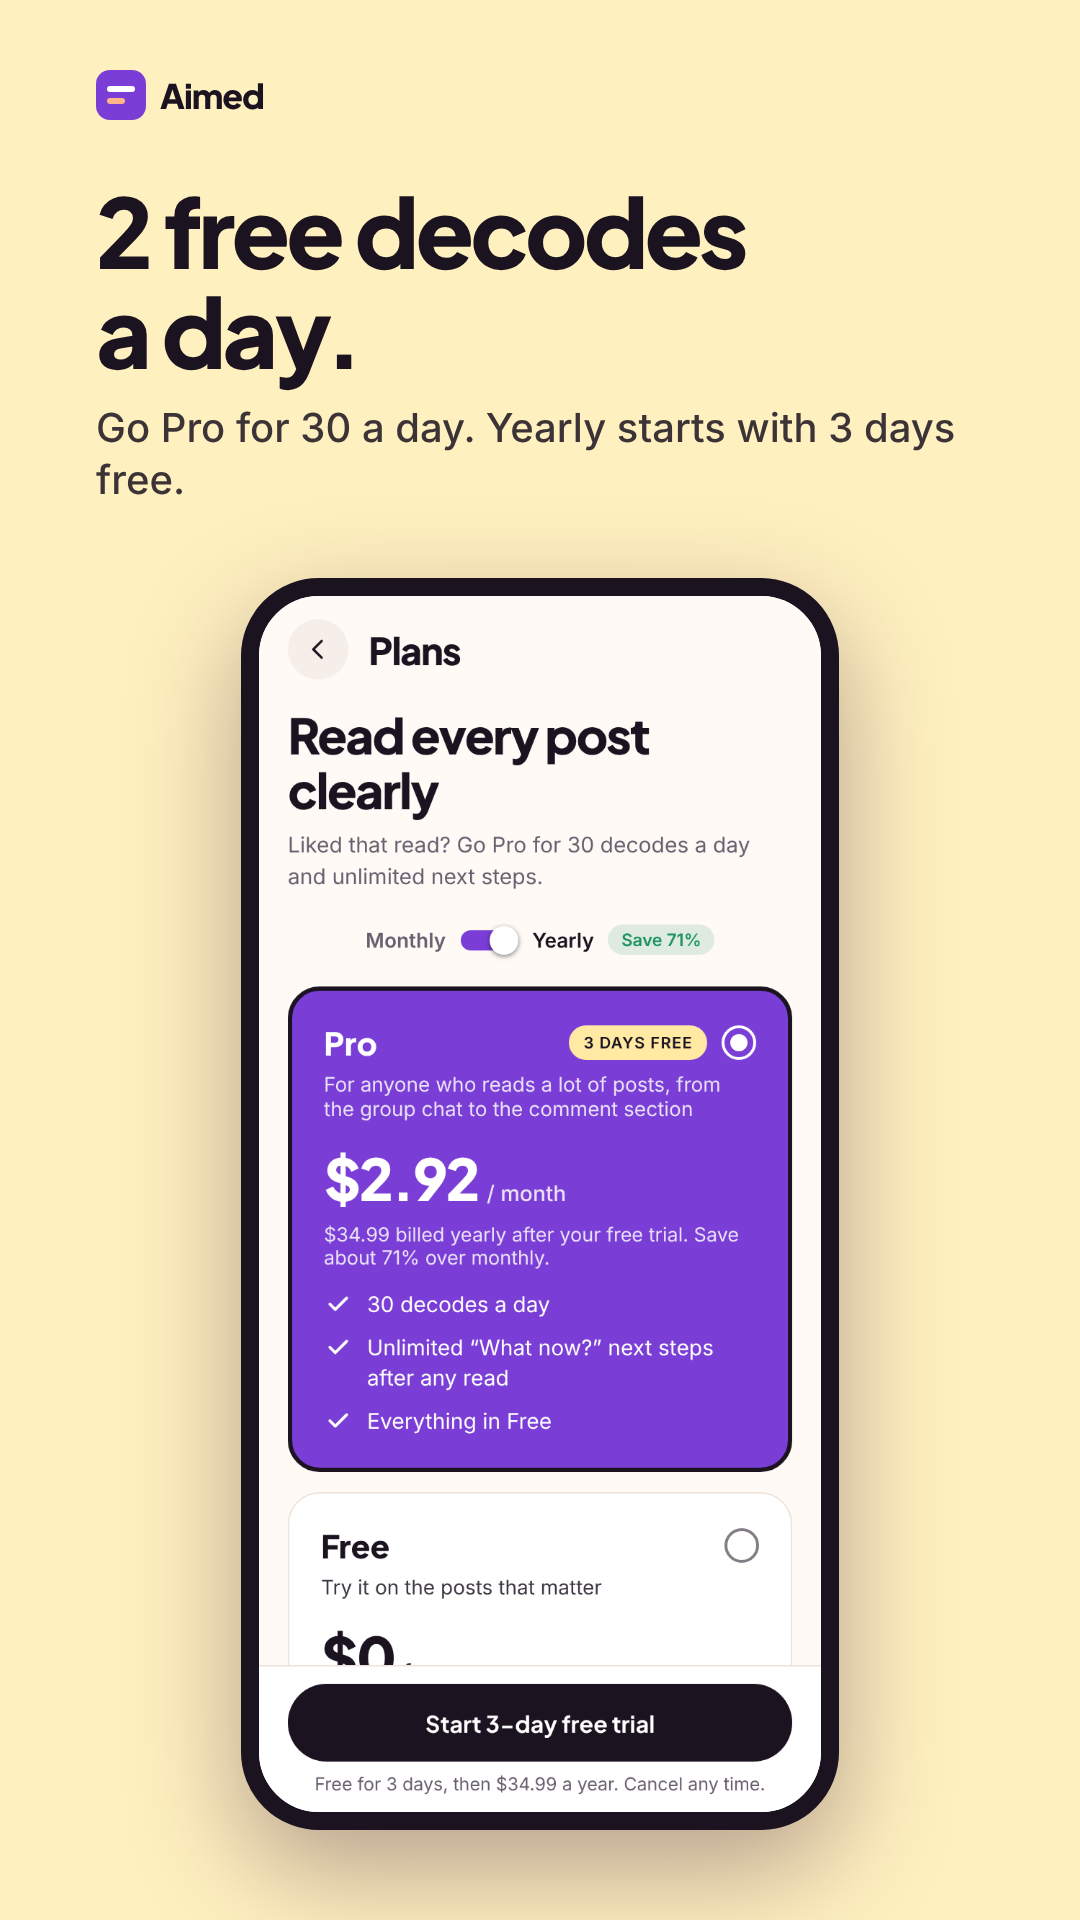 Aimed
2 free decodes
a day.
Go Pro for 30 a day. Yearly starts with 3 days
free.
Plans
Read every post
clearly
Liked that read? Go Pro for 30 decodes a day
and unlimited next steps.
Monthly Yearly Save 71%
Pro 3 DAYS FREE
For anyone who reads a lot of posts, from
the group chat to the comment section
$2.92 / month
$34.99 billed yearly after your free trial. Save
about 71% over monthly.
30 decodes a day
Unlimited “What now?” next steps
after any read
Everything in Free
Free
Try it on the posts that matter
$0
Start 3-day free trial
Free for 3 days, then $34.99 a year. Cancel any time.